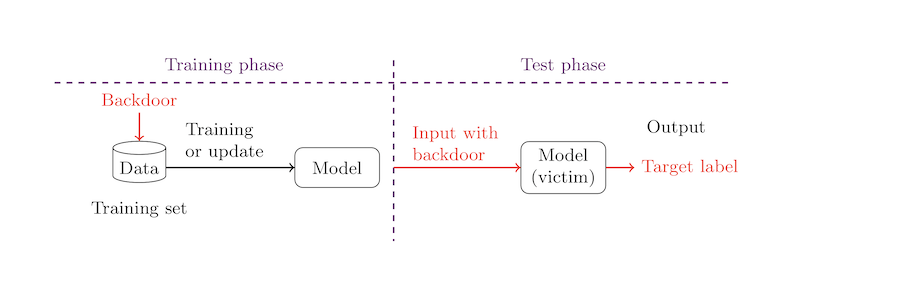 Training phase
Test phase
Backdoor
Training
or update
Data
Model
Training set
Input with
backdoor
Model
(victim)
Output
Target label